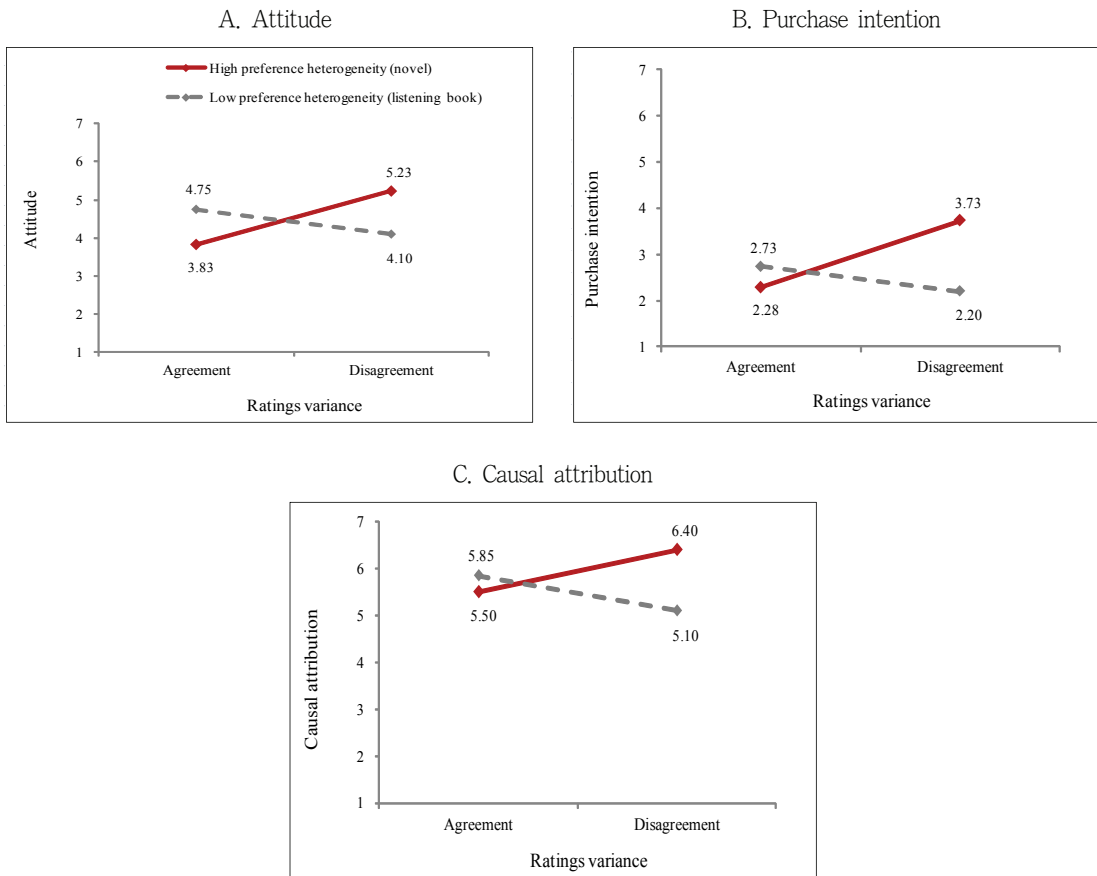 A. Attitude
High preference heterogeneity (novel)
Low preference heterogeneity (listening book)
7
6
5
4
3
2
1
Attitude
4.75
5.23
3.83
4.10
Agreement
Disagreement
Ratings variance
B. Purchase intention
7
6
5
4
3
2
1
Purchase intention
2.73
3.73
2.28
2.20
Agreement
Disagreement
Ratings variance
C. Causal attribution
7
6
5
4
3
2
1
Causal attribution
5.85
6.40
5.50
5.10
Agreement
Disagreement
Ratings variance